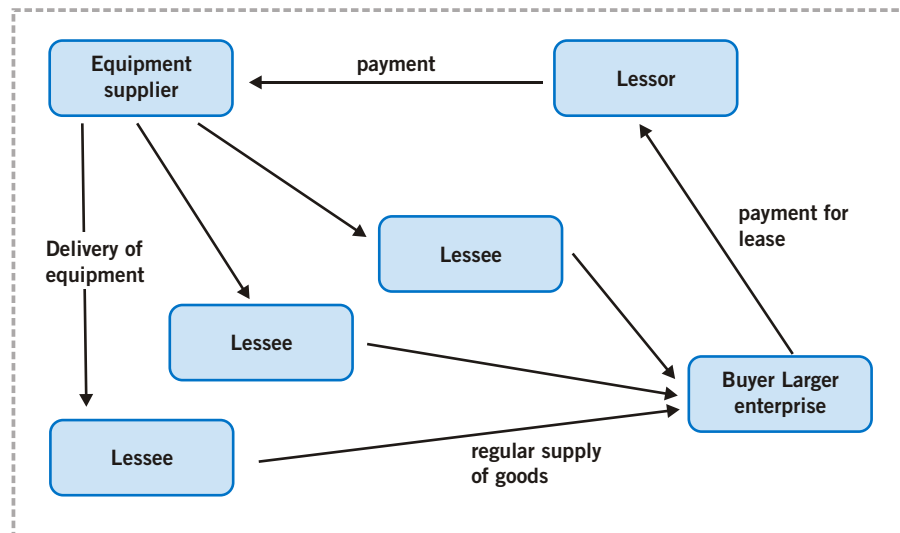 Equipment
supplier
payment
Lessor
payment for
lease
Delivery of
equipment
Lessee
Lessee
Buyer Larger
enterprise
Lessee
regular supply
of goods